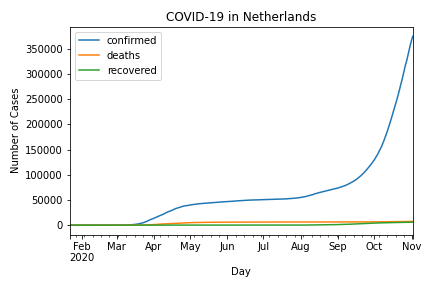 COVID-19 in Netherlands
confirmed
deaths
recovered
Number of Cases
350000
300000
250000
200000
150000
100000
50000
0
Feb Mar Apr May Jun Jul Aug Sep Oct Nov
2020
Day